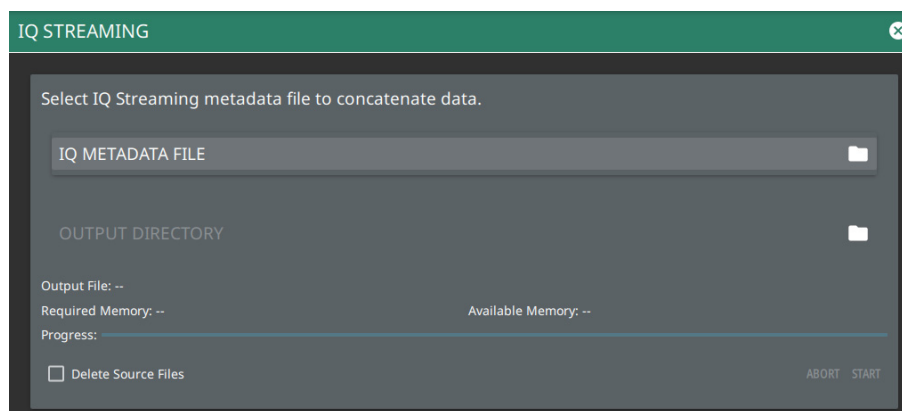 IQ STREAMING
Select IQ Streaming metadata file to concatenate data.
IQ METADATA FILE
OUTPUT DIRECTORY
Output File: --
Required Memory: -- Available Memory: --
Progress:
Delete Source Files ABORT START